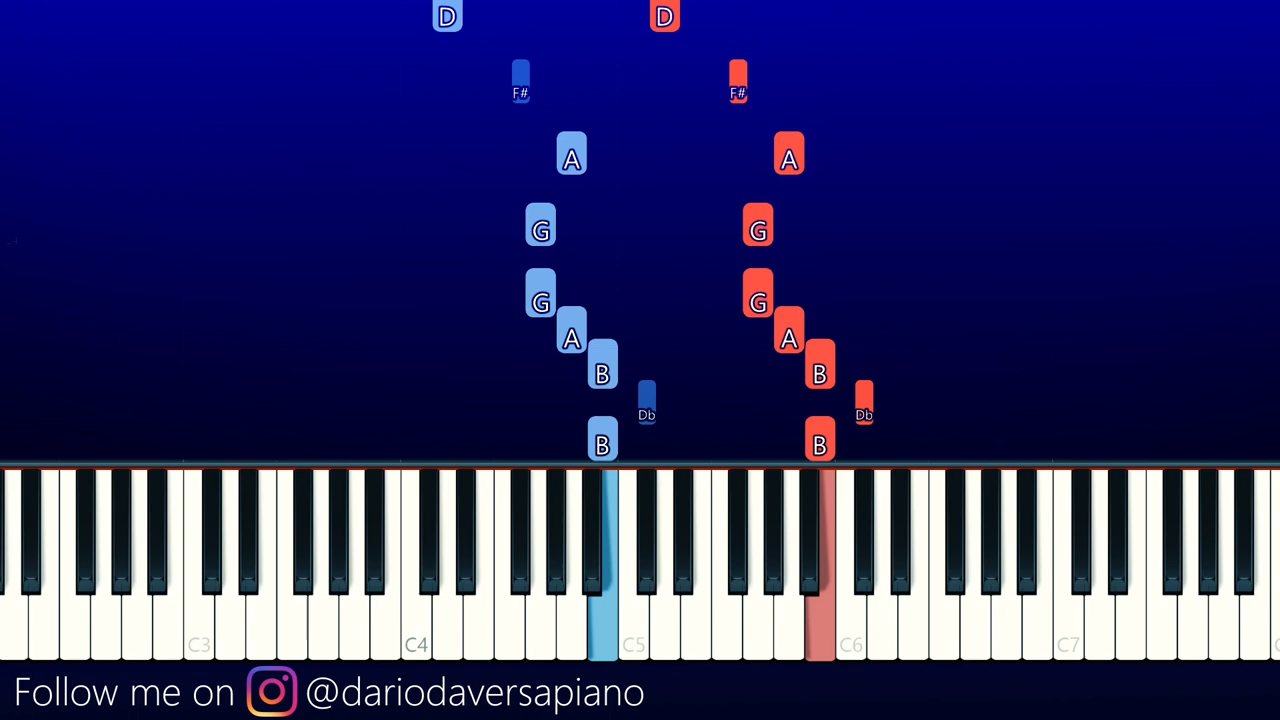 D D
F# F#
A A
G G
G G
A A
B B
Db Db
B B
C3 C4 C5 C6 C7
Follow me on @dariodaversapiano